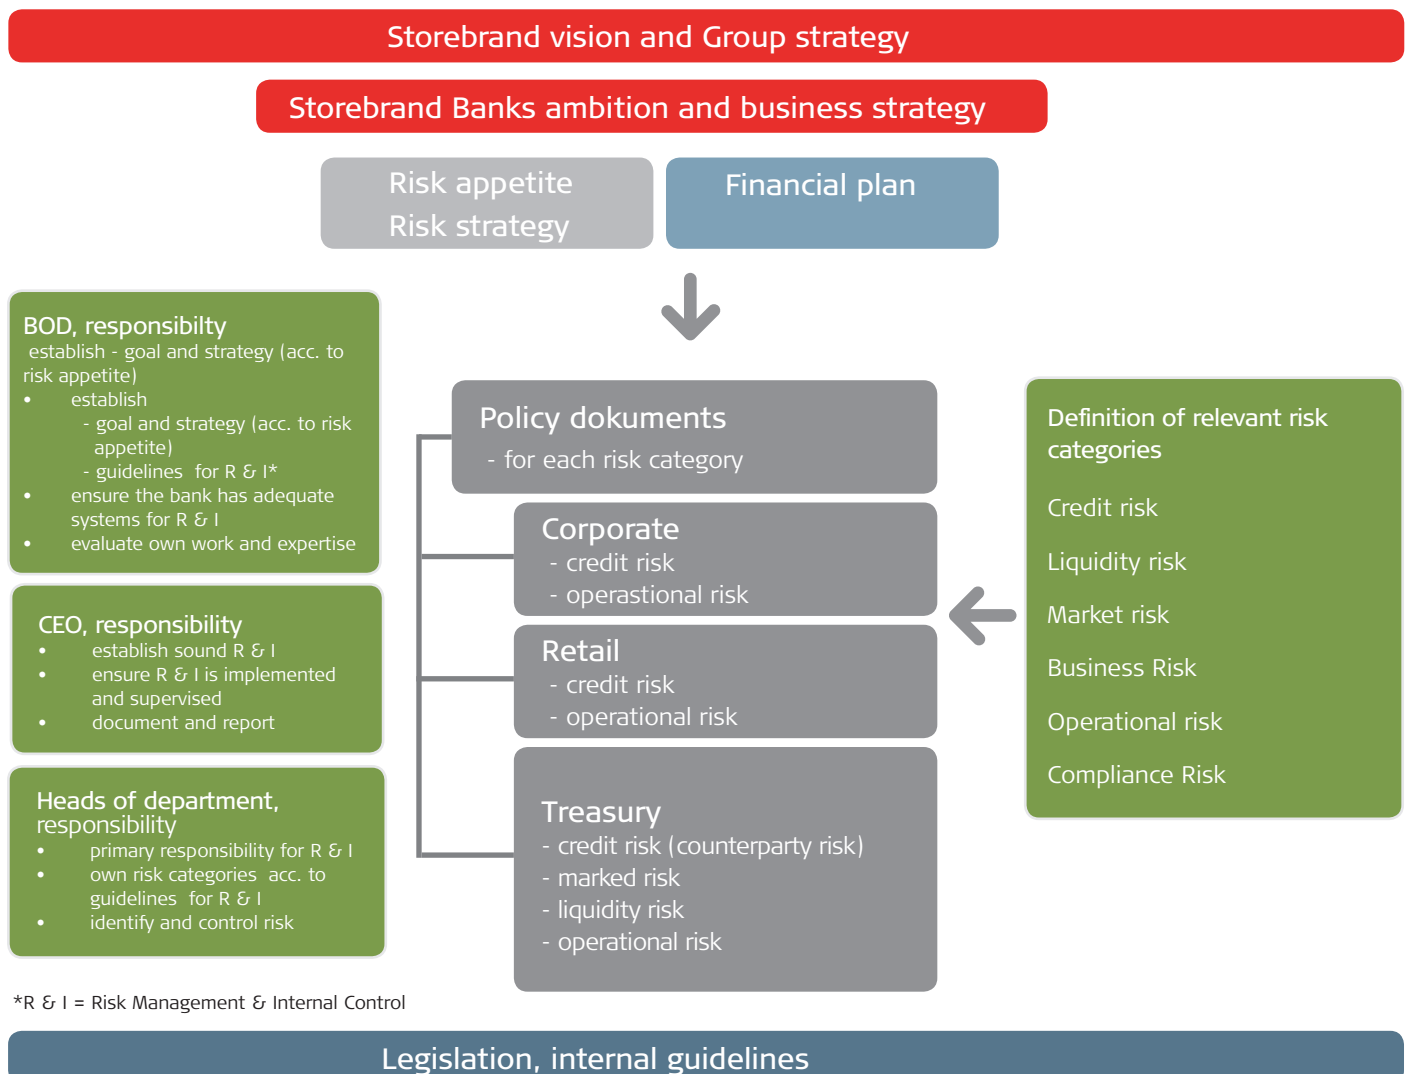 Storebrand vision and Group strategy
Storebrand Banks ambition and business strategy
Risk appetite
Risk strategy
Financial plan
BOD, responsibilty
establish - goal and strategy (acc. to
risk appetite)
• establish
- goal and strategy (acc. to risk
appetite)
- guidelines for R & I*
• ensure the bank has adequate
systems for R & I
• evaluate own work and expertise
CEO, responsibility
• establish sound R & I
• ensure R & I is implemented
and supervised
• document and report
Heads of department,
responsibility
• primary responsibility for R & I
• own risk categories acc. to
guidelines for R & I
• identify and control risk
Policy dokuments
- for each risk category
Corporate
- credit risk
- operastional risk
Retail
- credit risk
- operational risk
Treasury
- credit risk (counterparty risk)
- marked risk
- liquidity risk
- operational risk
Definition of relevant risk
categories
Credit risk
Liquidity risk
Market risk
Business Risk
Operational risk
Compliance Risk
*R & I = Risk Management & Internal Control
Legislation, internal guidelines